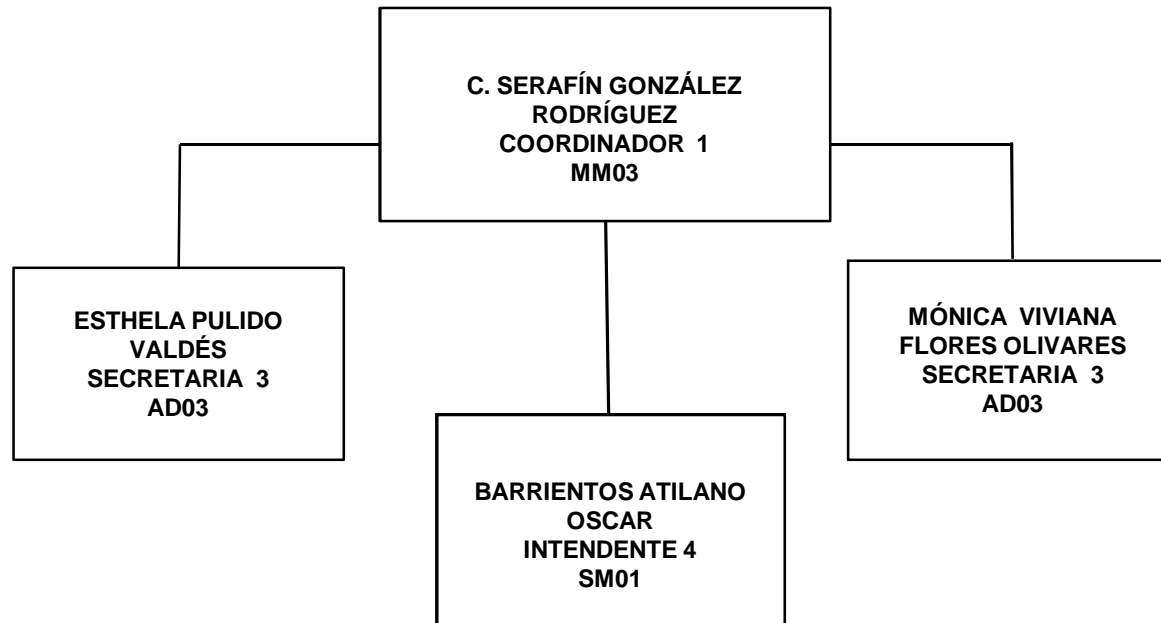 C. SERAFÍN GONZÁLEZ
RODRÍGUEZ
COORDINADOR 1
MM03
ESTHELA PULIDO
VALDÉS
SECRETARIA 3
AD03
MÓNICA VIVIANA
FLORES OLIVARES
SECRETARIA 3
AD03
BARRIENTOS ATILANO
OSCAR
INTENDENTE 4
SM01